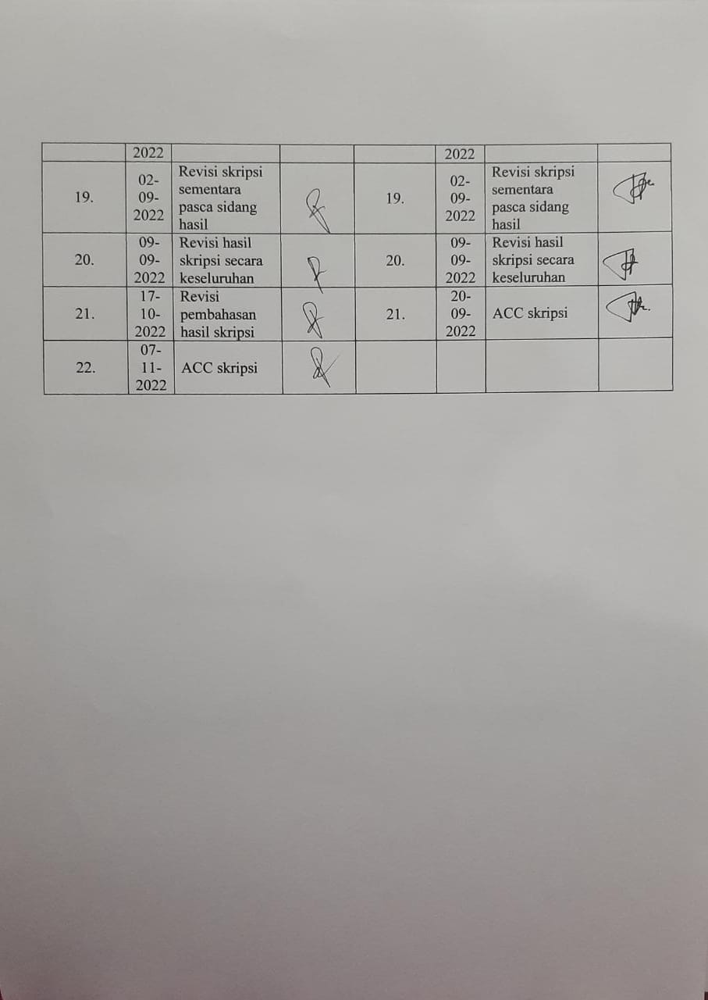 2022 2022
19. 02-09-2022 Revisi skripsi sementara pasca sidang hasil 19. 02-09-2022 Revisi skripsi sementara pasca sidang hasil
20. 09-09-2022 Revisi hasil skripsi secara keseluruhan 20. 09-09-2022 Revisi hasil skripsi secara keseluruhan
21. 17-10-2022 Revisi pembahasan hasil skripsi 21. 20-09-2022 ACC skripsi
22. 07-11-2022 ACC skripsi